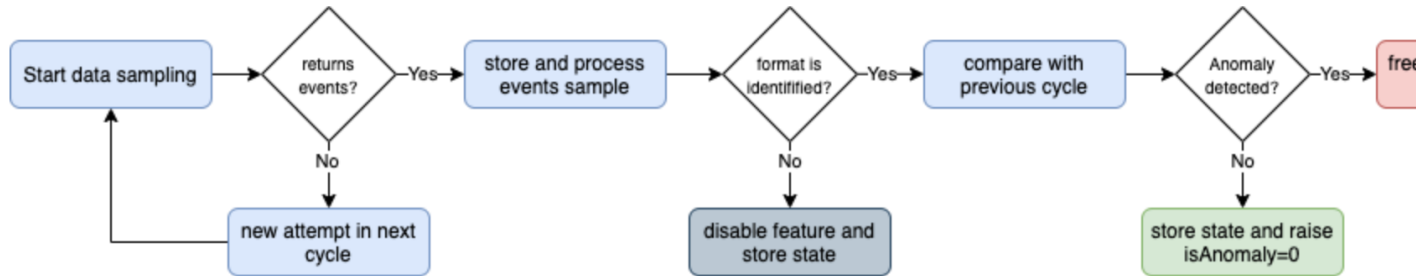 Start data sampling
returns
events?
Yes
store and process
events sample
format is
identifified?
Yes
compare with
previous cycle
Anomaly
detected?
Yes
No
new attempt in next
cycle
No
disable feature and
store state
No
store state and raise
isAnomaly=0